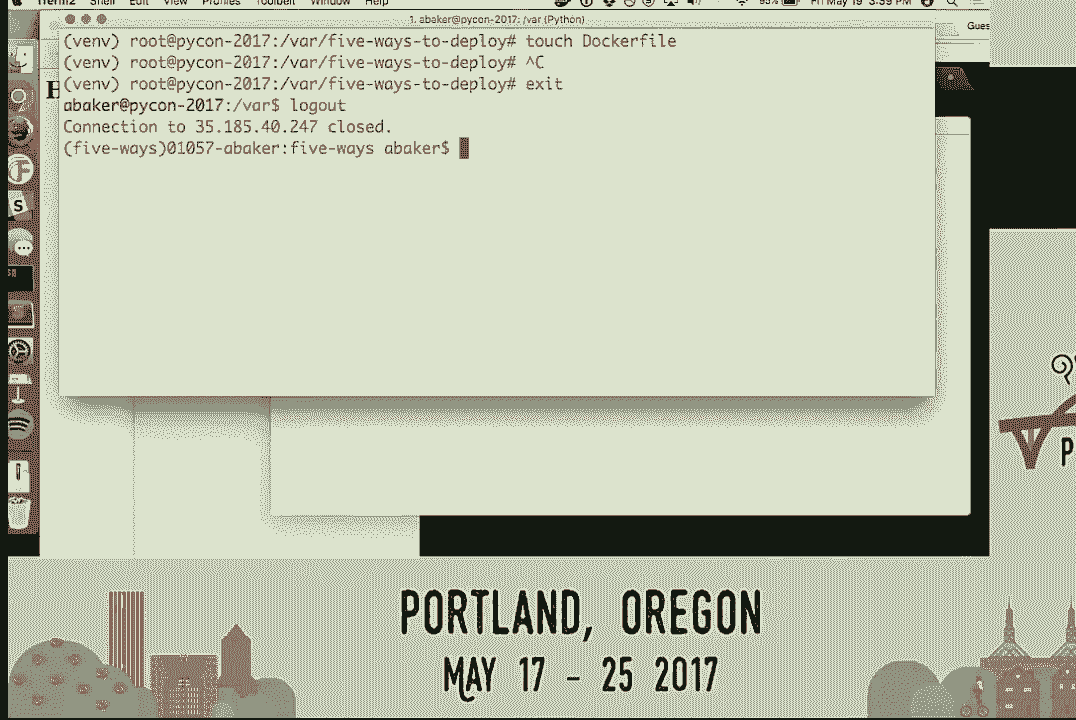 iTerm2 Shell Edit View Profiles Toolbelt Window Help 95% Fri May 19 3:39 PM
1. abaker@pycon-2017: /var (Python)
Gues
(venv) root@pycon-2017:/var/five-ways-to-deploy# touch Dockerfile
(venv) root@pycon-2017:/var/five-ways-to-deploy# ^C
(venv) root@pycon-2017:/var/five-ways-to-deploy# exit
abaker@pycon-2017:/var$ logout
Connection to 35.185.40.247 closed.
(five-ways)01057-abaker:five-ways abaker$
H
S
P
PORTLAND, OREGON
MAY 17 - 25 2017